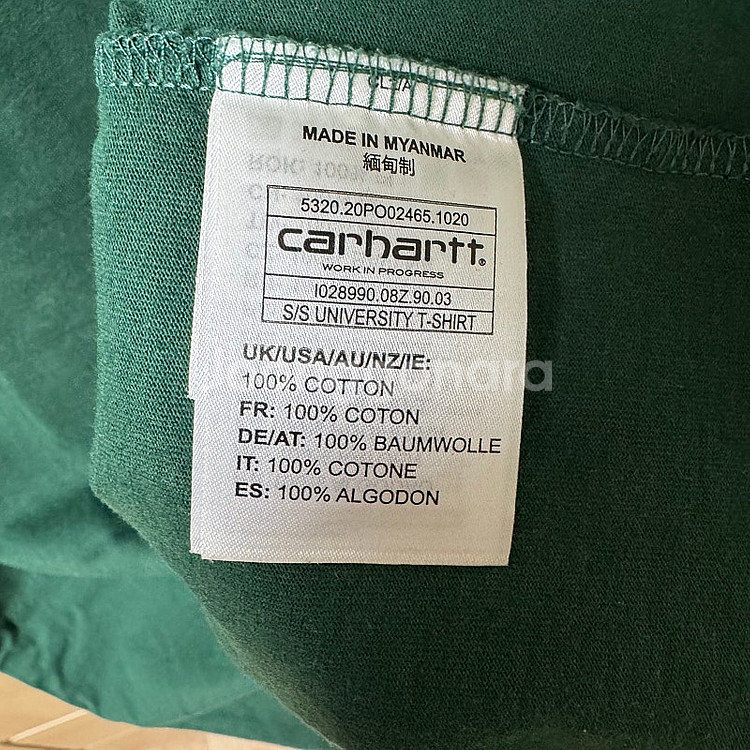 MADE IN MYANMAR
緬甸制
5320.20PO02465.1020
carhartt®
WORK IN PROGRESS
I028990.08Z.90.03
S/S UNIVERSITY T-SHIRT
UK/USA/AU/NZ/IE:
100% COTTON
FR: 100% COTON
DE/AT: 100% BAUMWOLLE
IT: 100% COTONE
ES: 100% ALGODON